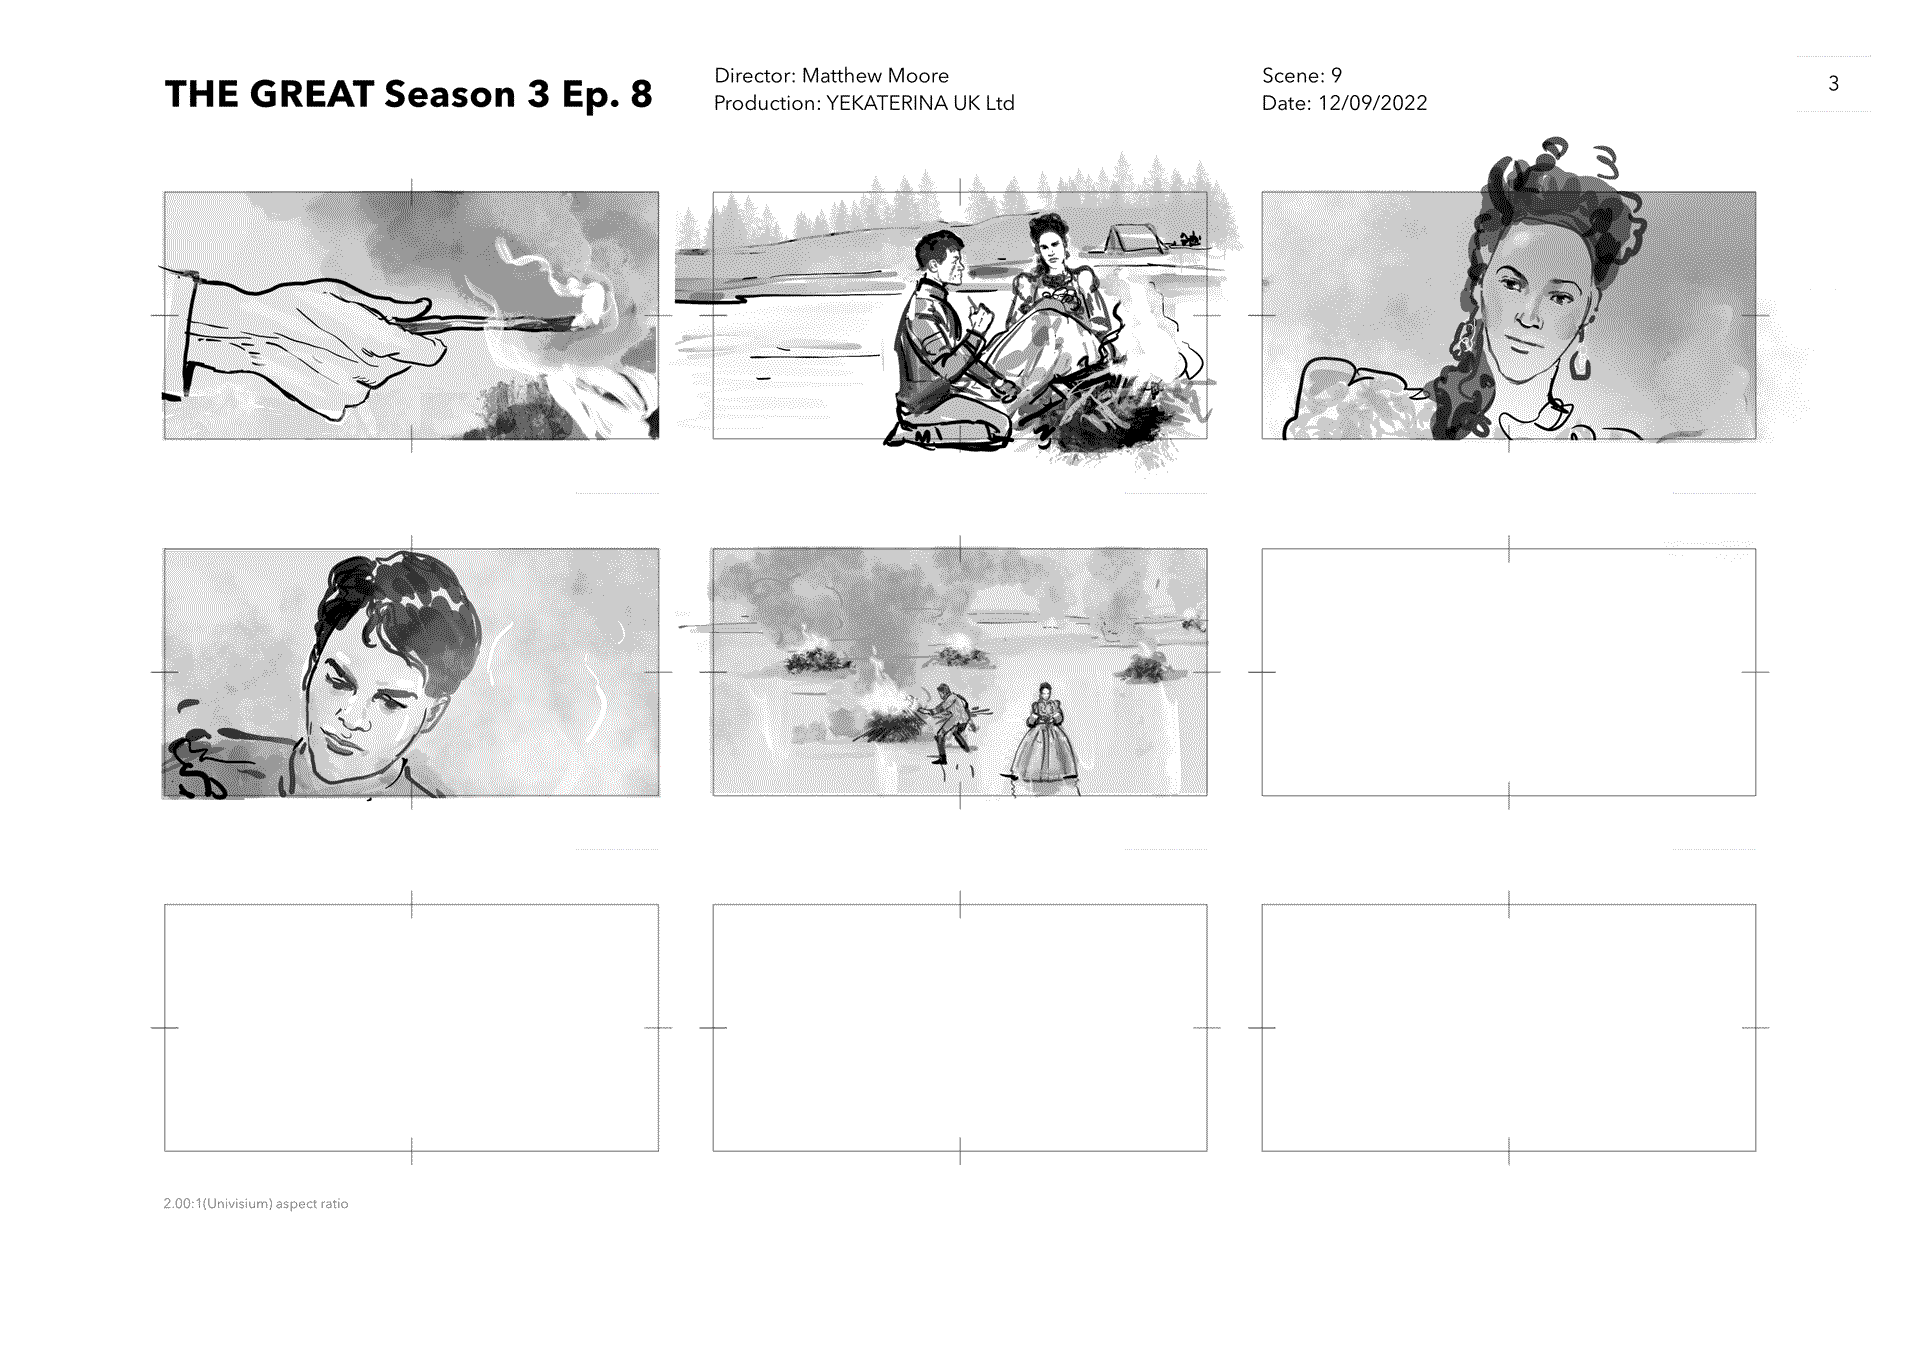 THE GREAT Season 3 Ep. 8
Director: Matthew Moore
Production: YEKATERINA UK Ltd
Scene: 9
Date: 12/09/2022
3
2.00:1(Univisium) aspect ratio